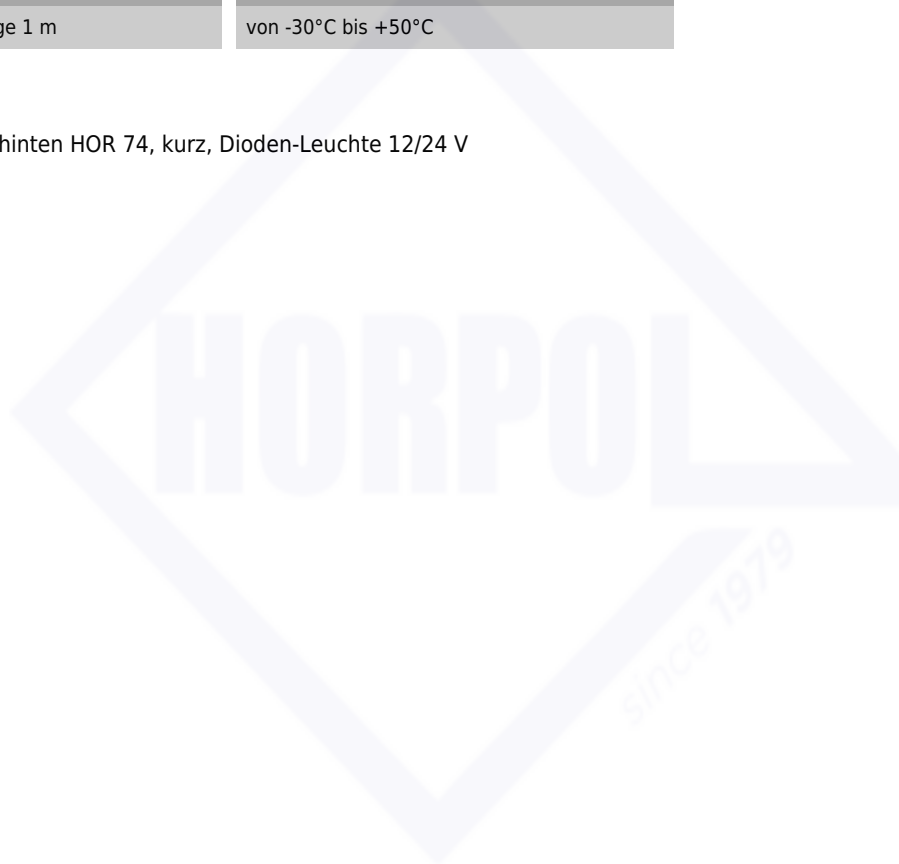 ge 1 m
von -30°C bis +50°C
hinten HOR 74, kurz, Dioden-Leuchte 12/24 V
HORPOL
since 1979